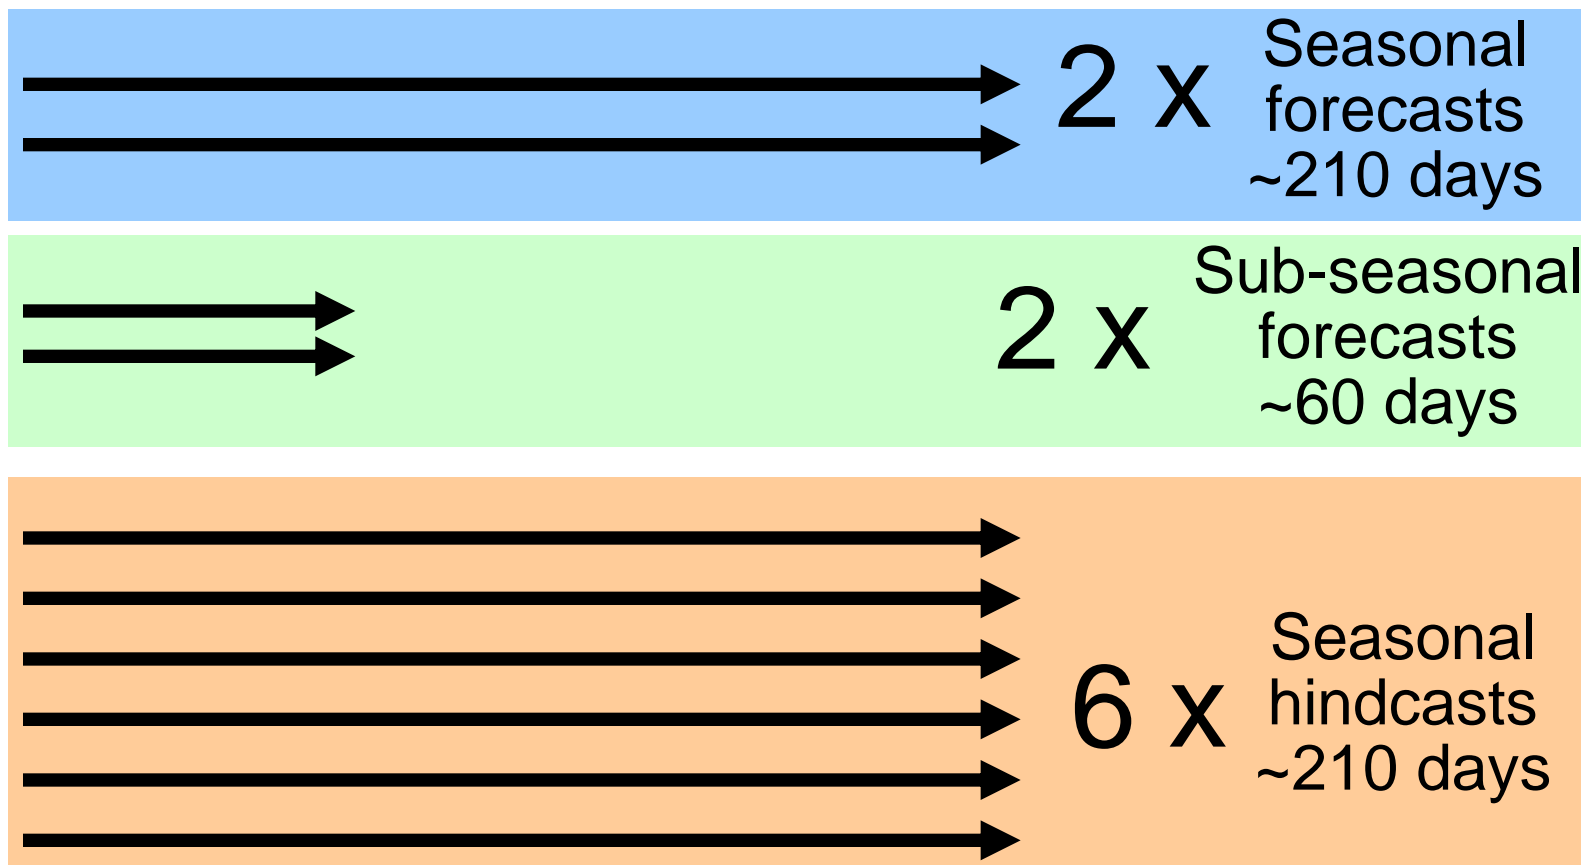 2 x
Seasonal
forecasts
~210 days
2 x
Sub-seasonal
forecasts
~60 days
6 x
Seasonal
hindcasts
~210 days